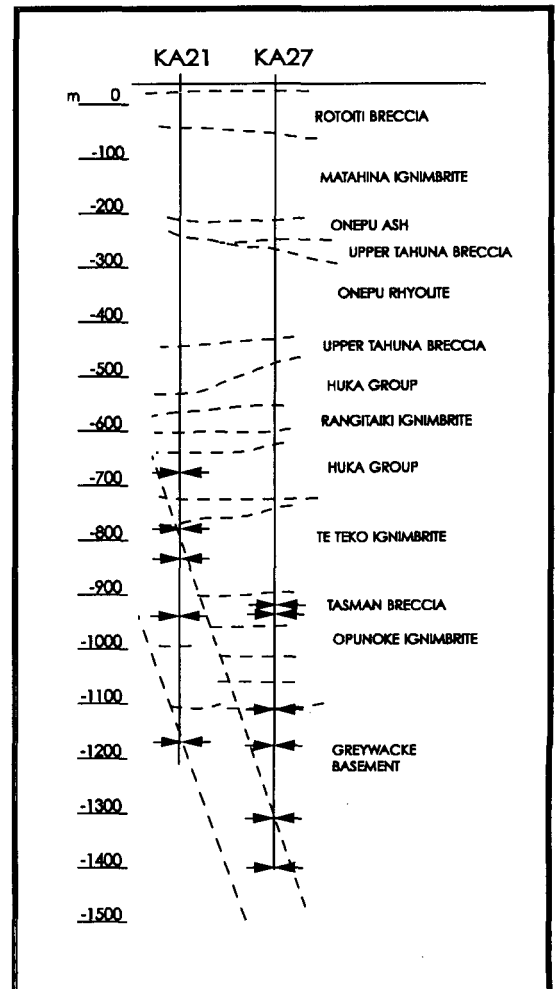 KA21 KA27
m 0
ROTOITI BRECCIA
-100
MATAHINA IGNIMBRITE
-200
ONEPU ASH
UPPER TAHUNA BRECCIA
-300
ONEPU RHYOLITE
-400
UPPER TAHUNA BRECCIA
-500
HUKA GROUP
RANGITAIKI IGNIMBRITE
-600
HUKA GROUP
-700
TE TEKO IGNIMBRITE
-800
-900
TASMAN BRECCIA
OPUNOKE IGNIMBRITE
-1000
-1100
GREYWACKE
BASEMENT
-1200
-1300
-1400
-1500